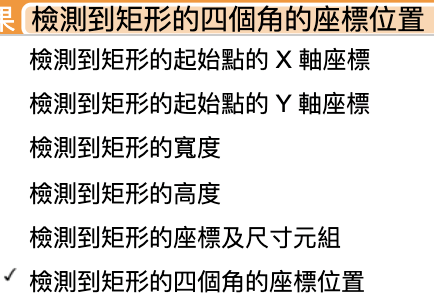 果 檢測到矩形的四個角的座標位置
檢測到矩形的起始點的 X 軸座標
檢測到矩形的起始點的 Y 軸座標
檢測到矩形的寬度
檢測到矩形的高度
檢測到矩形的座標及尺寸元組
✓ 檢測到矩形的四個角的座標位置